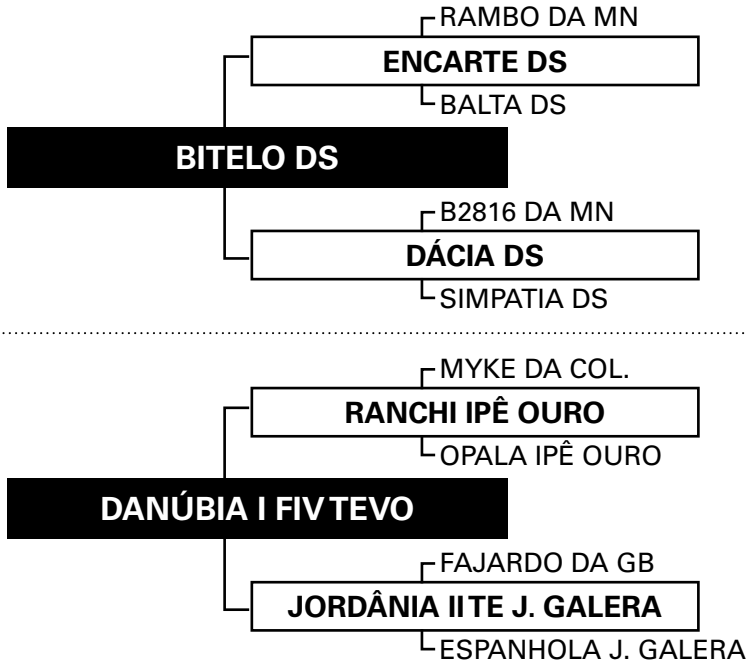 RAMBO DA MN
ENCARTE DS
BALTA DS
BITELO DS
B2816 DA MN
DÁCIA DS
SIMPATIA DS
MYKE DA COL.
RANCHI IPÊ OURO
OPALA IPÊ OURO
DANÚBIA I FIV TEVO
FAJARDO DA GB
JORDÂNIA II TE J. GALERA
ESPANHOLA J. GALERA